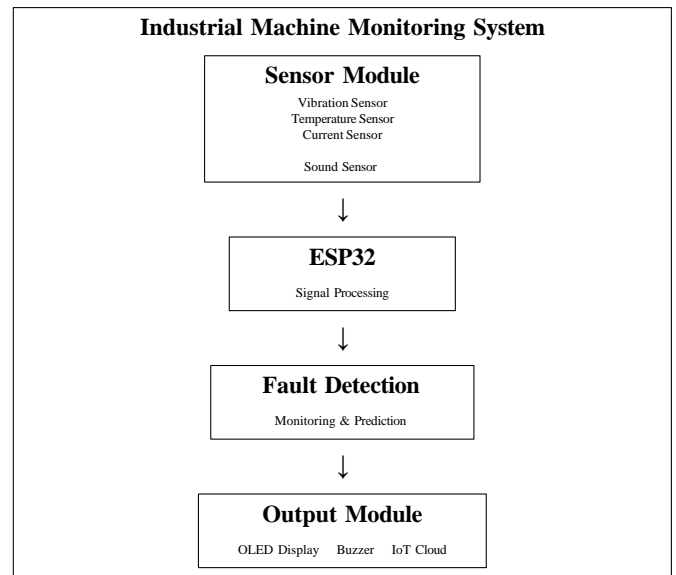 Industrial Machine Monitoring System
Sensor Module
Vibration Sensor
Temperature Sensor
Current Sensor
Sound Sensor
↓
ESP32
Signal Processing
↓
Fault Detection
Monitoring & Prediction
↓
Output Module
OLED Display Buzzer IoT Cloud